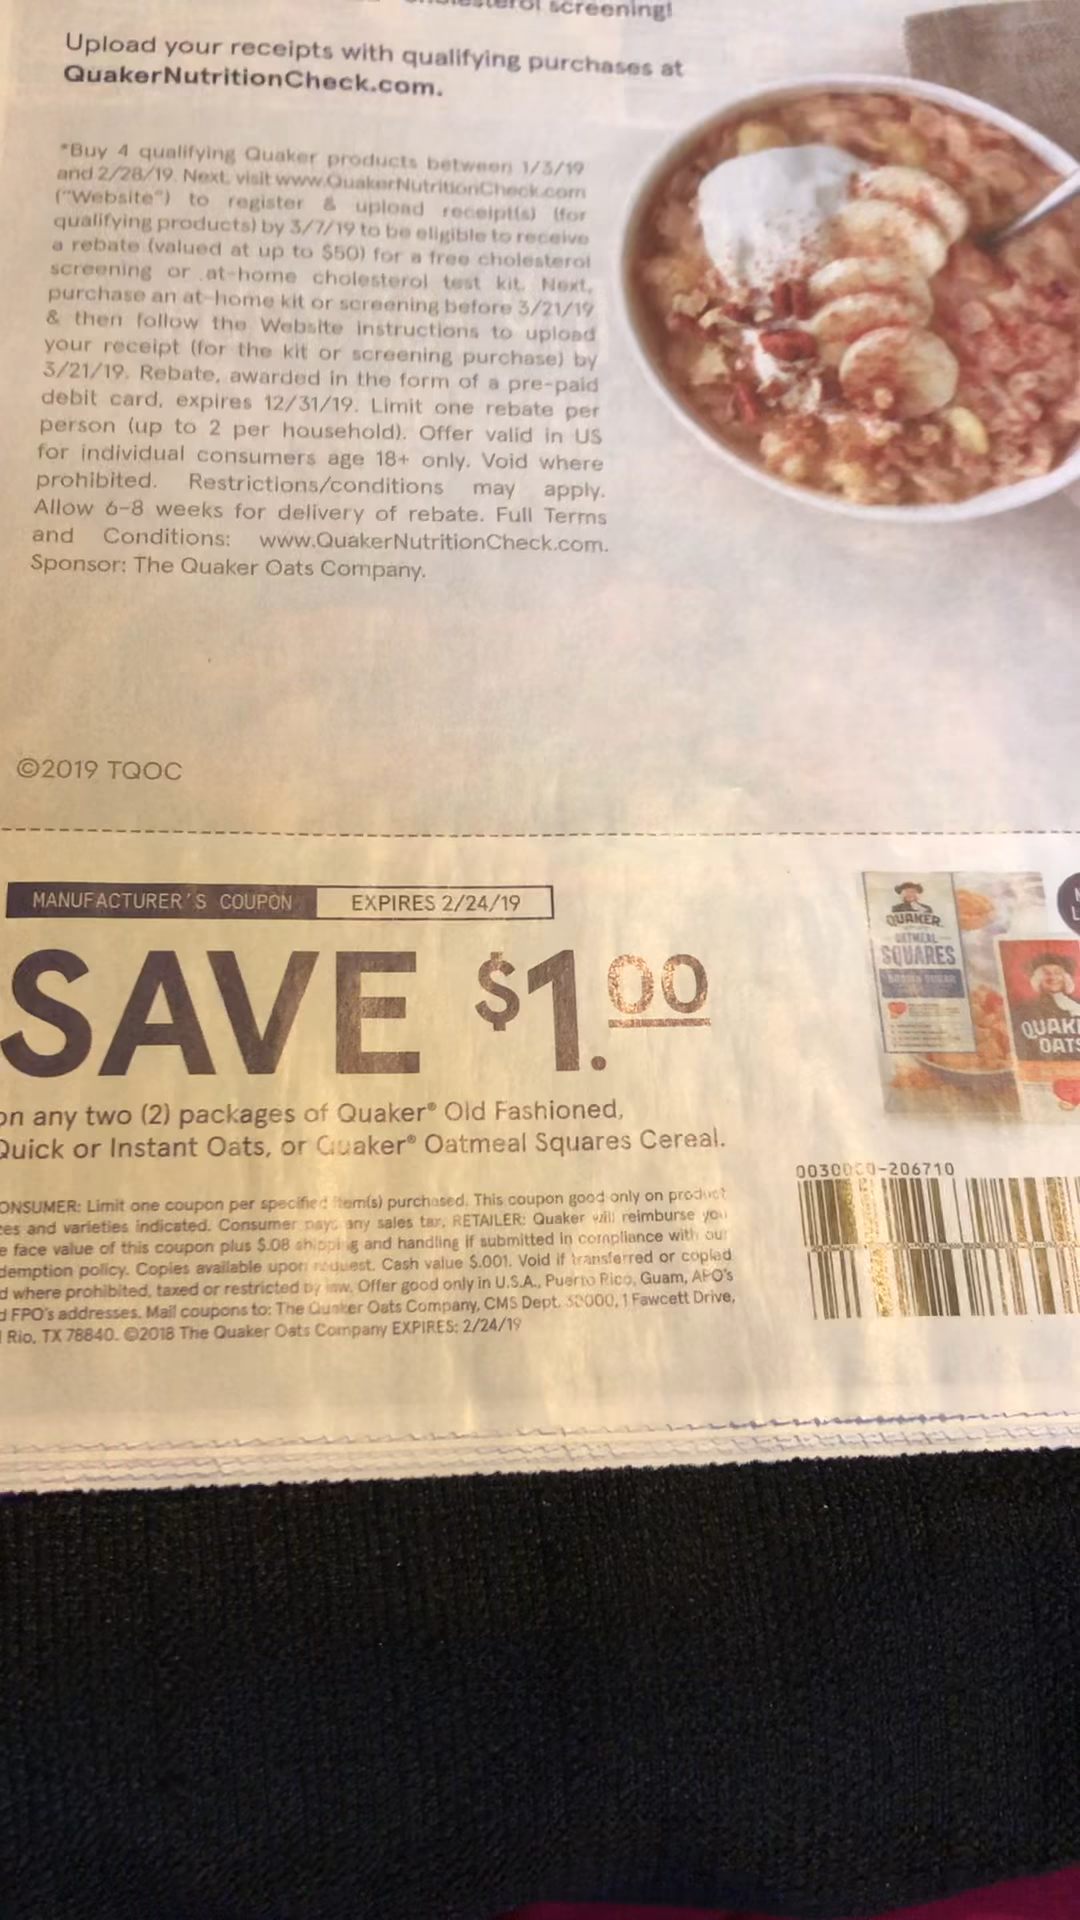 cholesterol screening!
Upload your receipts with qualifying purchases at
QuakerNutritionCheck.com.
*Buy 4 qualifying Quaker products between 1/3/19
and 2/28/19. Next, visit www.QuakerNutritionCheck.com
("Website") to register & upload receipt(s) (for
qualifying products) by 3/7/19 to be eligible to receive
a rebate (valued at up to $50) for a free cholesterol
screening or at-home cholesterol test kit. Next,
purchase an at-home kit or screening before 3/21/19
& then follow the Website instructions to upload
your receipt (for the kit or screening purchase) by
3/21/19. Rebate, awarded in the form of a pre-paid
debit card, expires 12/31/19. Limit one rebate per
person (up to 2 per household). Offer valid in US
for individual consumers age 18+ only. Void where
prohibited. Restrictions/conditions may apply.
Allow 6-8 weeks for delivery of rebate. Full Terms
and Conditions: www.QuakerNutritionCheck.com.
Sponsor: The Quaker Oats Company.
©2019 TQOC
MANUFACTURER'S COUPON EXPIRES 2/24/19
SAVE $1.00
on any two (2) packages of Quaker® Old Fashioned,
Quick or Instant Oats, or Quaker® Oatmeal Squares Cereal.
ONSUMER: Limit one coupon per specified item(s) purchased. This coupon good only on product
es and varieties indicated. Consumer pays any sales tax. RETAILER: Quaker will reimburse you
e face value of this coupon plus $.08 shipping and handling if submitted in compliance with our
demption policy. Copies available upon request. Cash value $.001. Void if transferred or copied
d where prohibited, taxed or restricted by law. Offer good only in U.S.A., Puerto Rico, Guam, APO's
d FPO's addresses. Mail coupons to: The Quaker Oats Company, CMS Dept. 30000, 1 Fawcett Drive,
l Rio, TX 78840. ©2018 The Quaker Oats Company EXPIRES: 2/24/19
QUAKER
OATMEAL
SQUARES
QUAK
OATS
0030000-206710